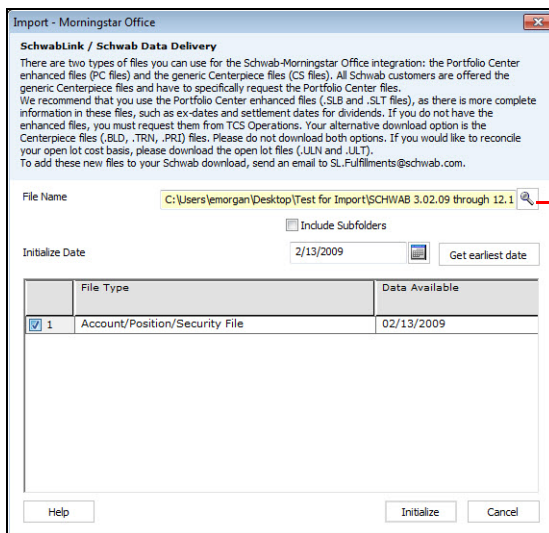 Import - Morningstar Office
SchwabLink / Schwab Data Delivery
There are two types of files you can use for the Schwab-Morningstar Office integration: the Portfolio Center
enhanced files (PC files) and the generic Centerpiece files (CS files). All Schwab customers are offered the
generic Centerpiece files and have to specifically request the Portfolio Center files.
We recommend that you use the Portfolio Center enhanced files (.SLB and .SLT files), as there is more complete
information in these files, such as ex-dates and settlement dates for dividends. If you do not have the
enhanced files, you must request them from TCS Operations. Your alternative download option is the
Centerpiece files (.BLD, .TRN, .PRI) files. Please do not download both options. If you would like to reconcile
your open lot cost basis, please download the open lot files (.ULN and .ULT).
To add these new files to your Schwab download, send an email to SL.Fulfillments@schwab.com.
File Name C:\Users\emorgan\Desktop\Test for Import\SCHWAB 3.02.09 through 12.1
Include Subfolders
Initialize Date 2/13/2009 Get earliest date
File Type Data Available
1 Account/Position/Security File 02/13/2009
Help Initialize Cancel